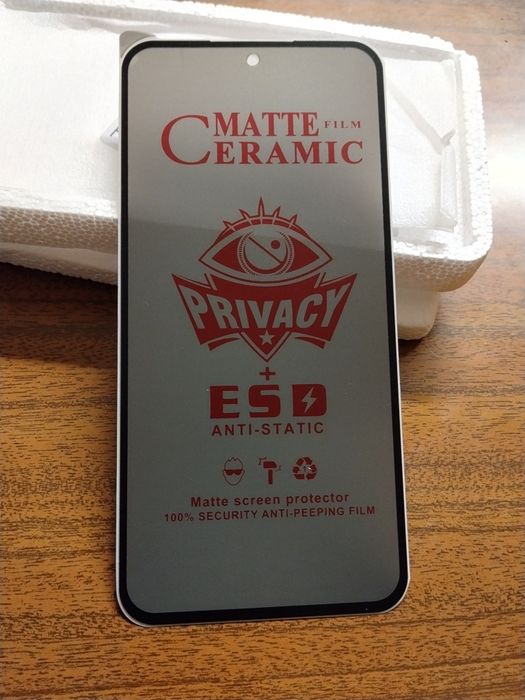 MATTE FILM
CERAMIC
PRIVACY
+
ESD
ANTI-STATIC
Matte screen protector
100% SECURITY ANTI-PEEPING FILM